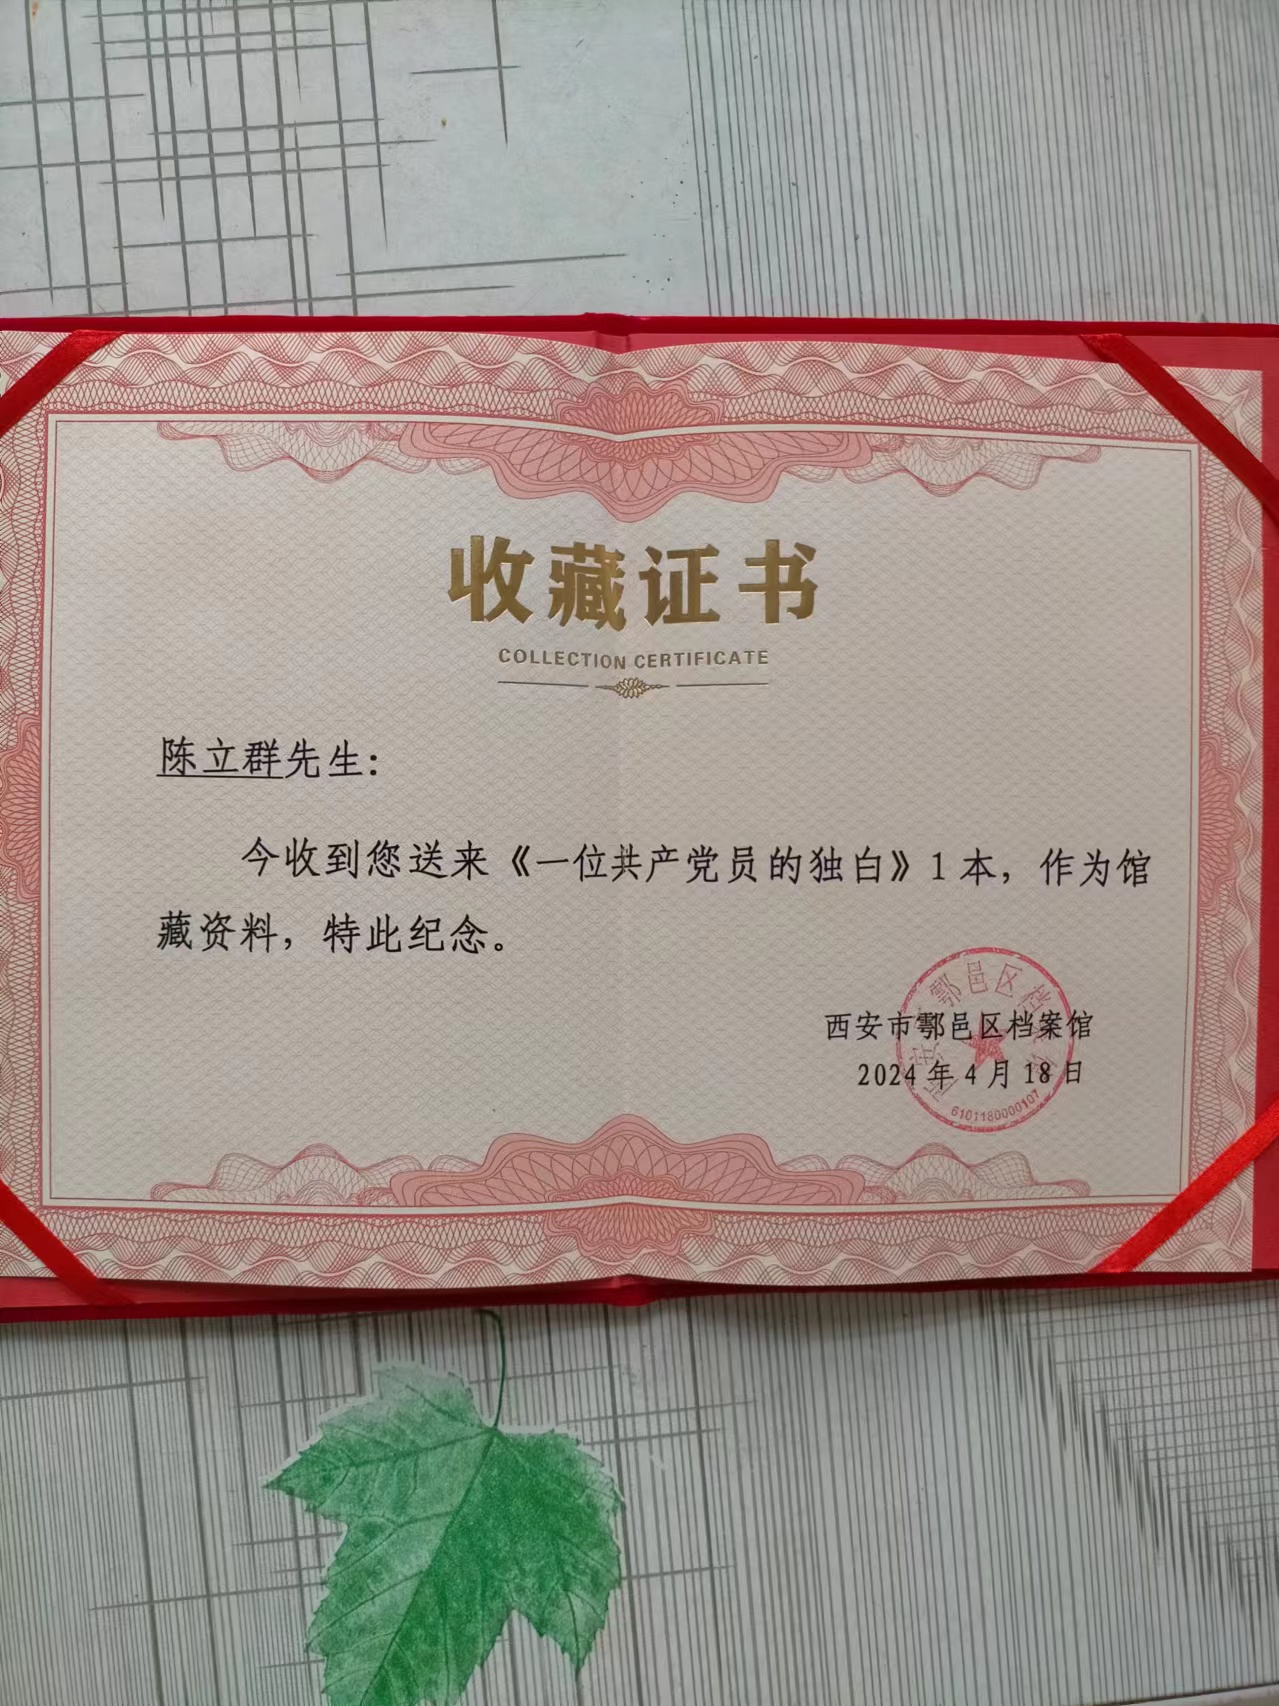 收藏证书
COLLECTION CERTIFICATE
陈立群先生：
今收到您送来《一位共产党员的独白》1本，作为馆
藏资料，特此纪念。
西安市鄠邑区档案馆
2024年4月18日
6101180000107